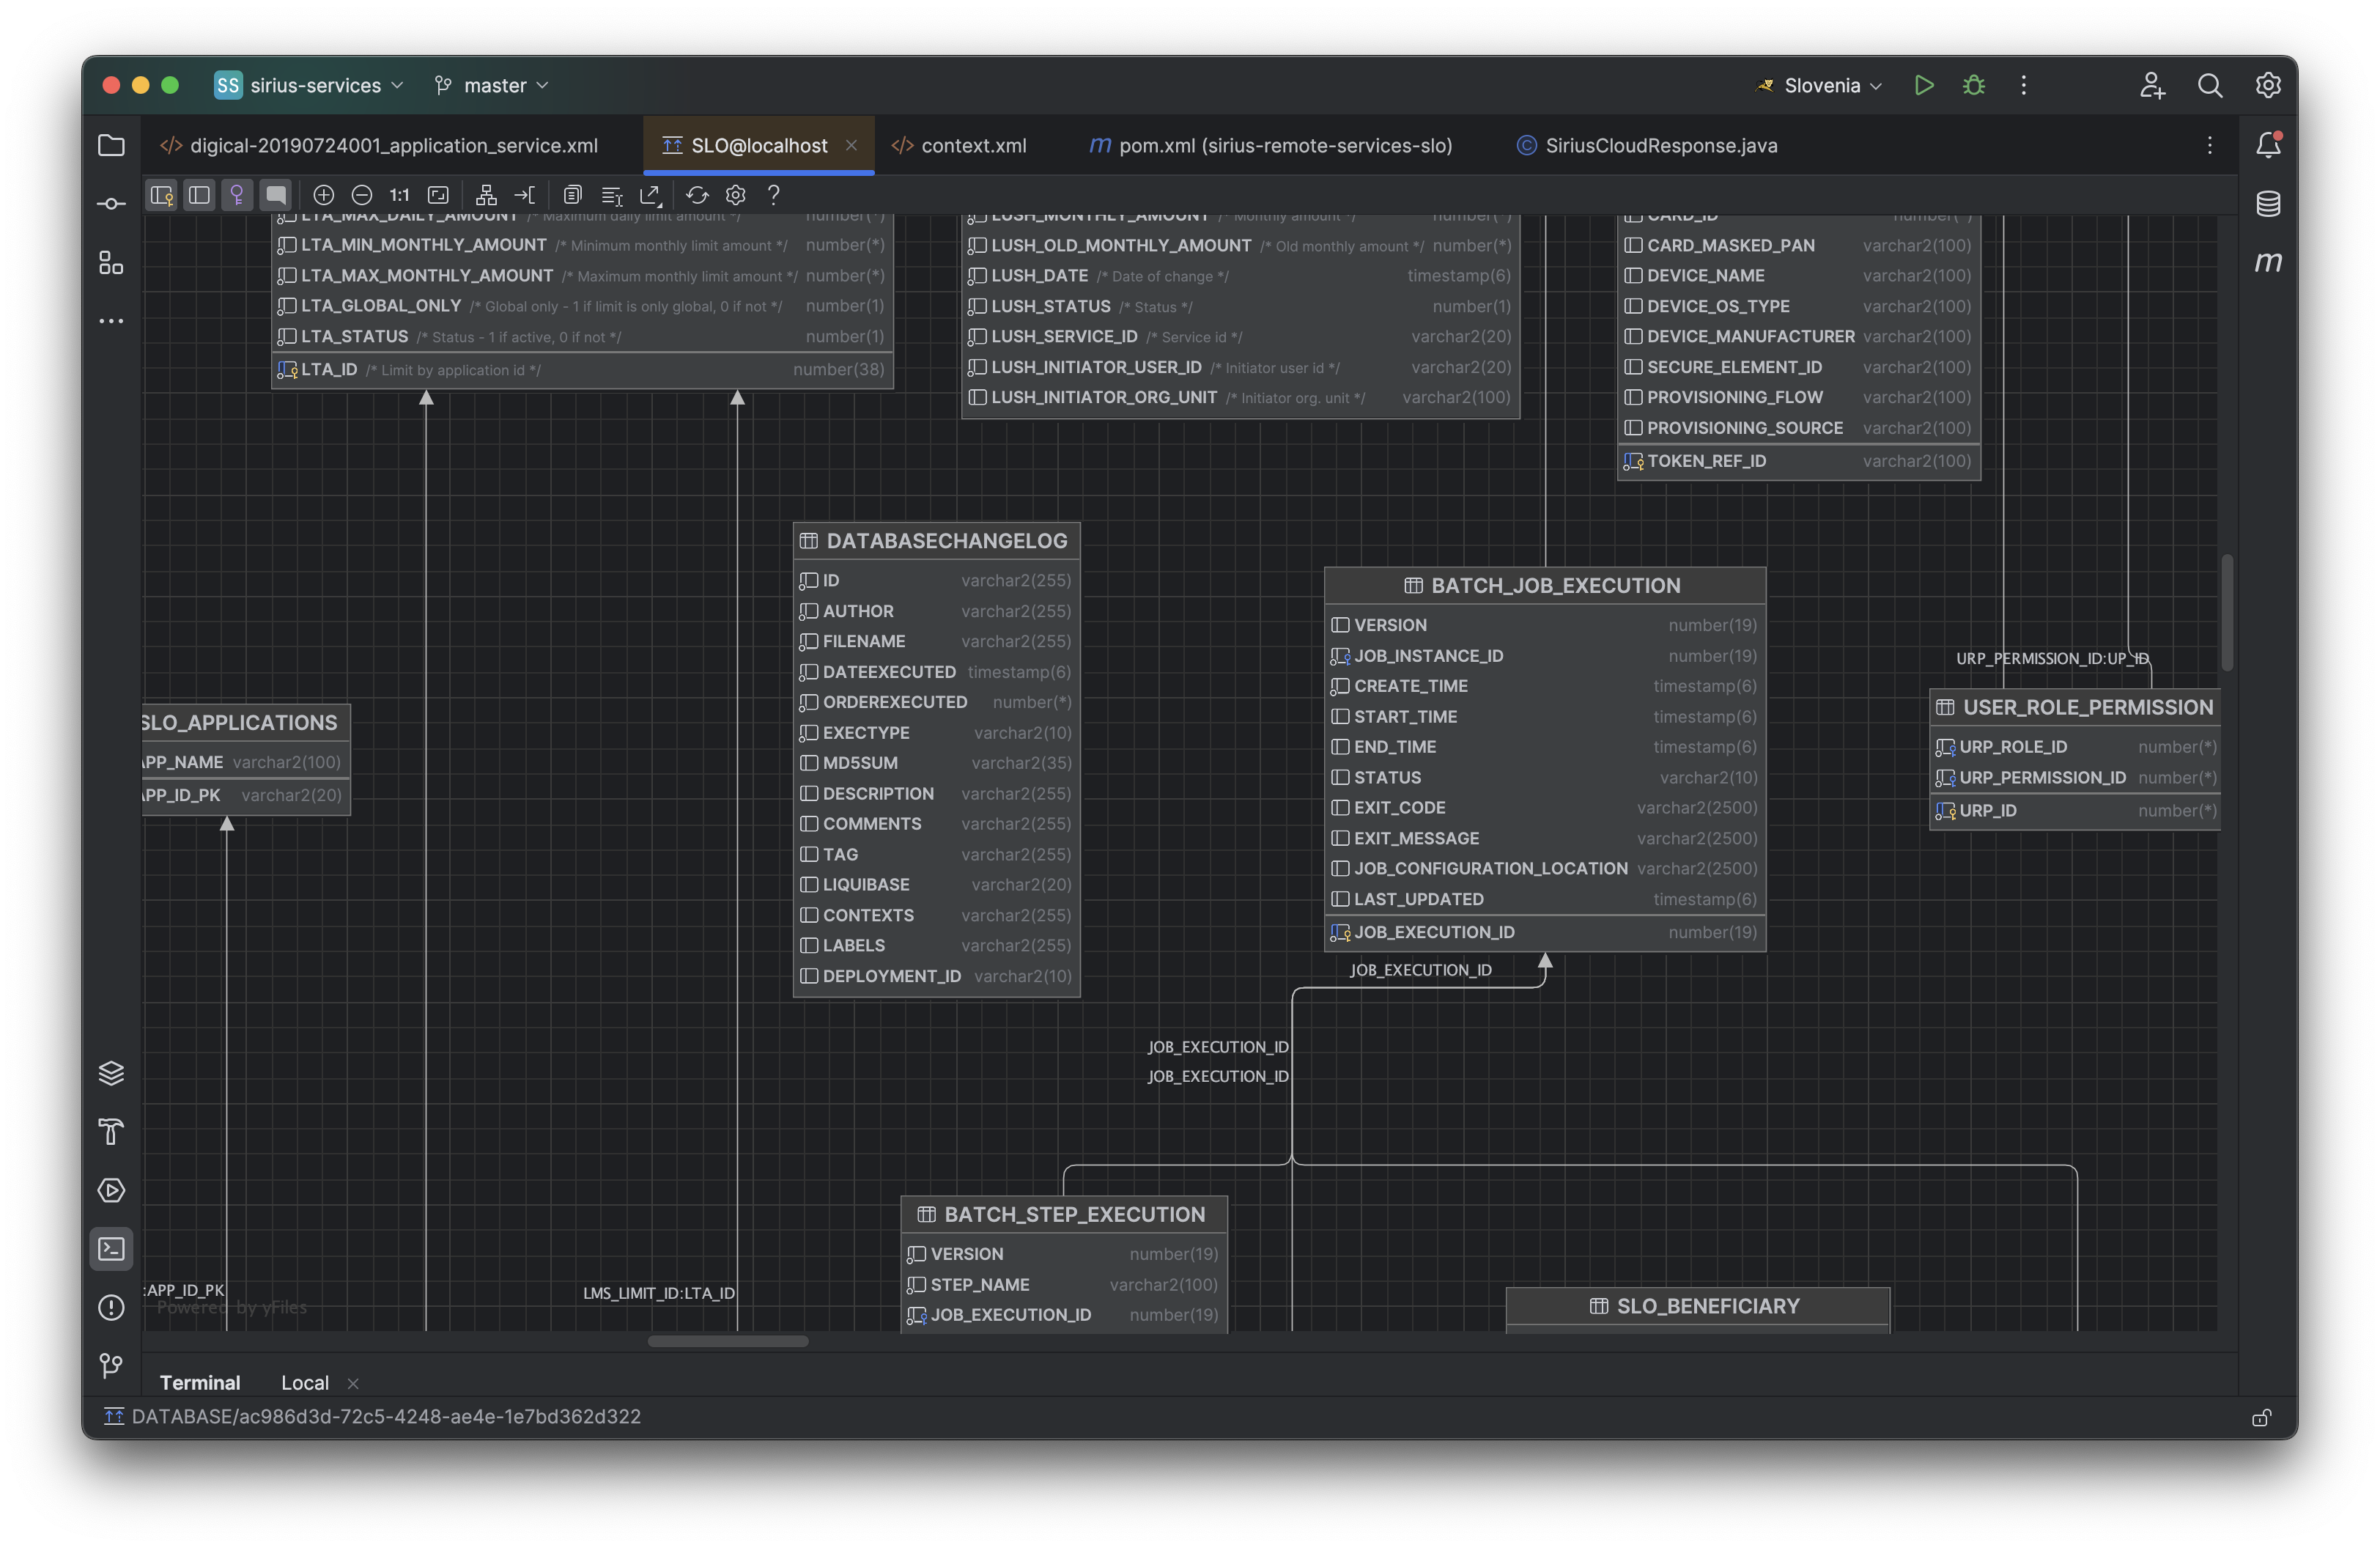 SS sirius-services master Slovenia
digical-20190724001_application_service.xml SLO@localhost context.xml m pom.xml (sirius-remote-services-slo) SiriusCloudResponse.java
1:1
LTA_MAX_DAILY_AMOUNT /* Maximum daily limit amount */ number(*)
LTA_MIN_MONTHLY_AMOUNT /* Minimum monthly limit amount */ number(*)
LTA_MAX_MONTHLY_AMOUNT /* Maximum monthly limit amount */ number(*)
LTA_GLOBAL_ONLY /* Global only - 1 if limit is only global, 0 if not */ number(1)
LTA_STATUS /* Status - 1 if active, 0 if not */ number(1)
LTA_ID /* Limit by application id */ number(38)
LUSH_MONTHLY_AMOUNT /* Monthly amount */ number(*)
LUSH_OLD_MONTHLY_AMOUNT /* Old monthly amount */ number(*)
LUSH_DATE /* Date of change */ timestamp(6)
LUSH_STATUS /* Status */ number(1)
LUSH_SERVICE_ID /* Service id */ varchar2(20)
LUSH_INITIATOR_USER_ID /* Initiator user id */ varchar2(20)
LUSH_INITIATOR_ORG_UNIT /* Initiator org. unit */ varchar2(100)
CARD_ID number(*)
CARD_MASKED_PAN varchar2(100)
DEVICE_NAME varchar2(100)
DEVICE_OS_TYPE varchar2(100)
DEVICE_MANUFACTURER varchar2(100)
SECURE_ELEMENT_ID varchar2(100)
PROVISIONING_FLOW varchar2(100)
PROVISIONING_SOURCE varchar2(100)
TOKEN_REF_ID varchar2(100)
DATABASECHANGELOG
ID varchar2(255)
AUTHOR varchar2(255)
FILENAME varchar2(255)
DATEEXECUTED timestamp(6)
ORDEREXECUTED number(*)
EXECTYPE varchar2(10)
MD5SUM varchar2(35)
DESCRIPTION varchar2(255)
COMMENTS varchar2(255)
TAG varchar2(255)
LIQUIBASE varchar2(20)
CONTEXTS varchar2(255)
LABELS varchar2(255)
DEPLOYMENT_ID varchar2(10)
BATCH_JOB_EXECUTION
VERSION number(19)
JOB_INSTANCE_ID number(19)
CREATE_TIME timestamp(6)
START_TIME timestamp(6)
END_TIME timestamp(6)
STATUS varchar2(10)
EXIT_CODE varchar2(2500)
EXIT_MESSAGE varchar2(2500)
JOB_CONFIGURATION_LOCATION varchar2(2500)
LAST_UPDATED timestamp(6)
JOB_EXECUTION_ID number(19)
URP_PERMISSION_ID:UP_ID
USER_ROLE_PERMISSION
URP_ROLE_ID number(*)
URP_PERMISSION_ID number(*)
URP_ID number(*)
SLO_APPLICATIONS
APP_NAME varchar2(100)
APP_ID_PK varchar2(20)
JOB_EXECUTION_ID
JOB_EXECUTION_ID
JOB_EXECUTION_ID
BATCH_STEP_EXECUTION
VERSION number(19)
STEP_NAME varchar2(100)
JOB_EXECUTION_ID number(19)
SLO_BENEFICIARY
:APP_ID_PK
LMS_LIMIT_ID:LTA_ID
Powered by yFiles
m
Terminal Local
DATABASE/ac986d3d-72c5-4248-ae4e-1e7bd362d322